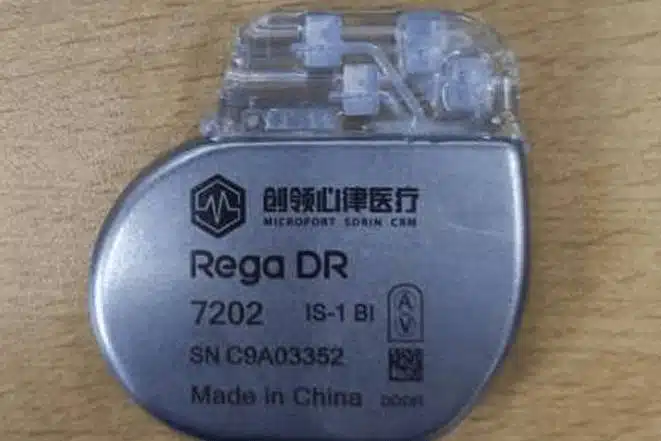 创领心律医疗
MICROPORT SORIN CRM
Rega DR
7202 IS-1 BI A V
SN C9A03352
Made in China DDDR